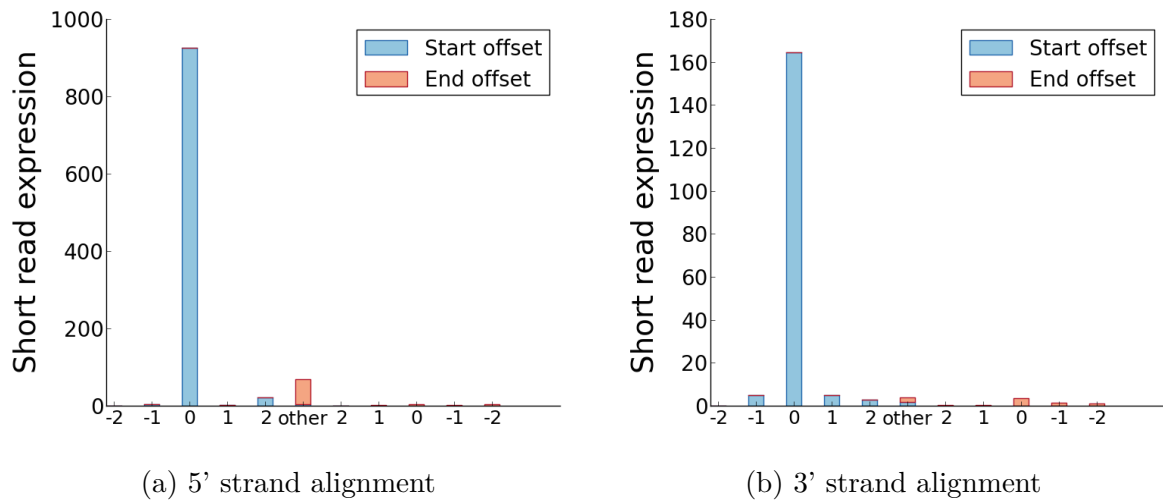 Short read expression
1000
800
600
400
200
0
Start offset
End offset
-2 -1 0 1 2 other 2 1 0 -1 -2
(a) 5' strand alignment
Short read expression
180
160
140
120
100
80
60
40
20
0
Start offset
End offset
-2 -1 0 1 2 other 2 1 0 -1 -2
(b) 3' strand alignment